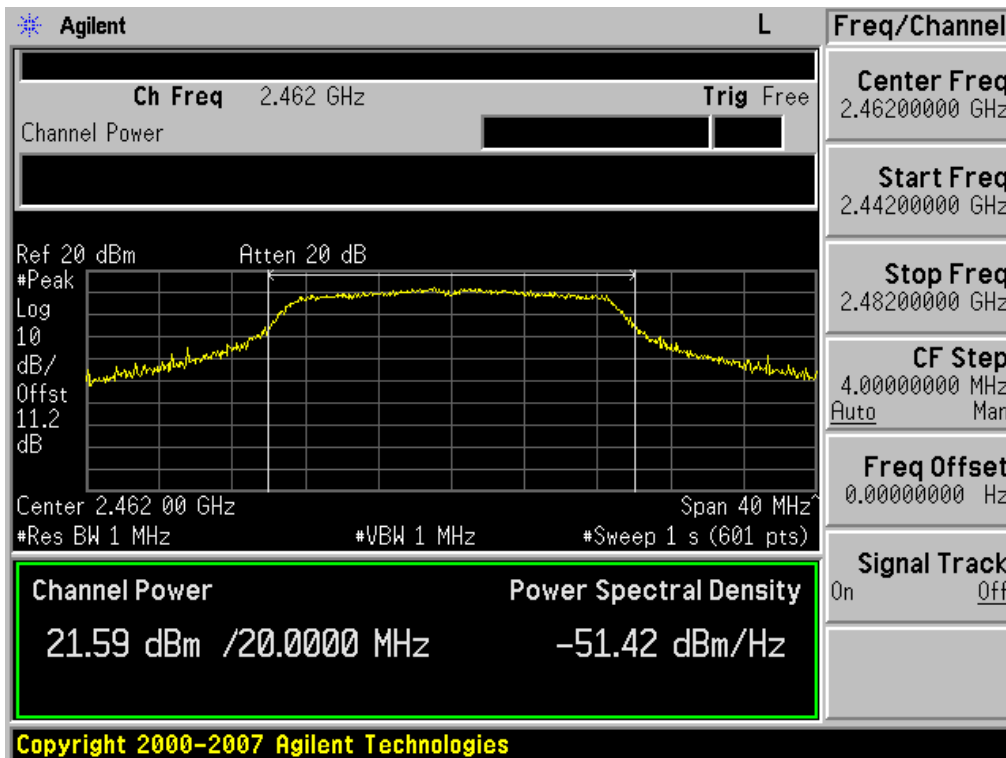 Agilent L
Ch Freq 2.462 GHz Trig Free
Channel Power
Ref 20 dBm Atten 20 dB
#Peak
Log
10
dB/
Offst
11.2
dB
Center 2.462 00 GHz Span 40 MHz^
#Res BW 1 MHz #VBW 1 MHz #Sweep 1 s (601 pts)
Channel Power Power Spectral Density
21.59 dBm /20.0000 MHz -51.42 dBm/Hz
Copyright 2000-2007 Agilent Technologies
Freq/Channel
Center Freq
2.46200000 GHz
Start Freq
2.44200000 GHz
Stop Freq
2.48200000 GHz
CF Step
4.00000000 MHz
Auto Man
Freq Offset
0.00000000 Hz
Signal Track
On Off